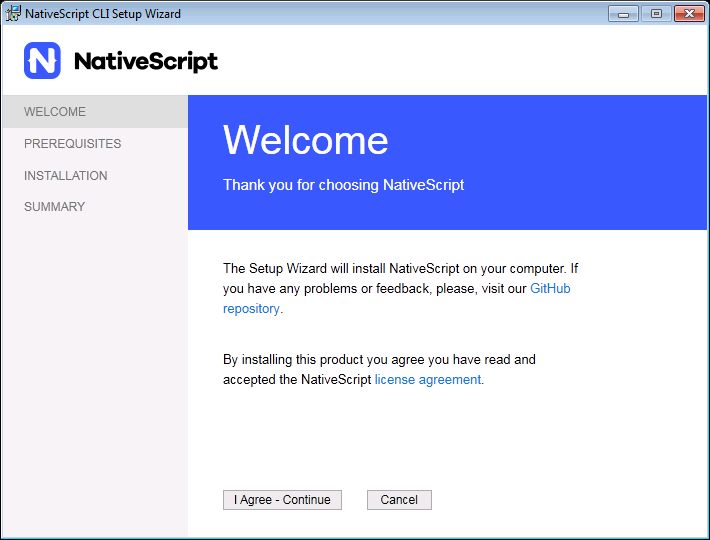 NativeScript CLI Setup Wizard
NativeScript
WELCOME
PREREQUISITES
INSTALLATION
SUMMARY
Welcome
Thank you for choosing NativeScript
The Setup Wizard will install NativeScript on your computer. If
you have any problems or feedback, please, visit our GitHub
repository.
By installing this product you agree you have read and
accepted the NativeScript license agreement.
I Agree - Continue
Cancel